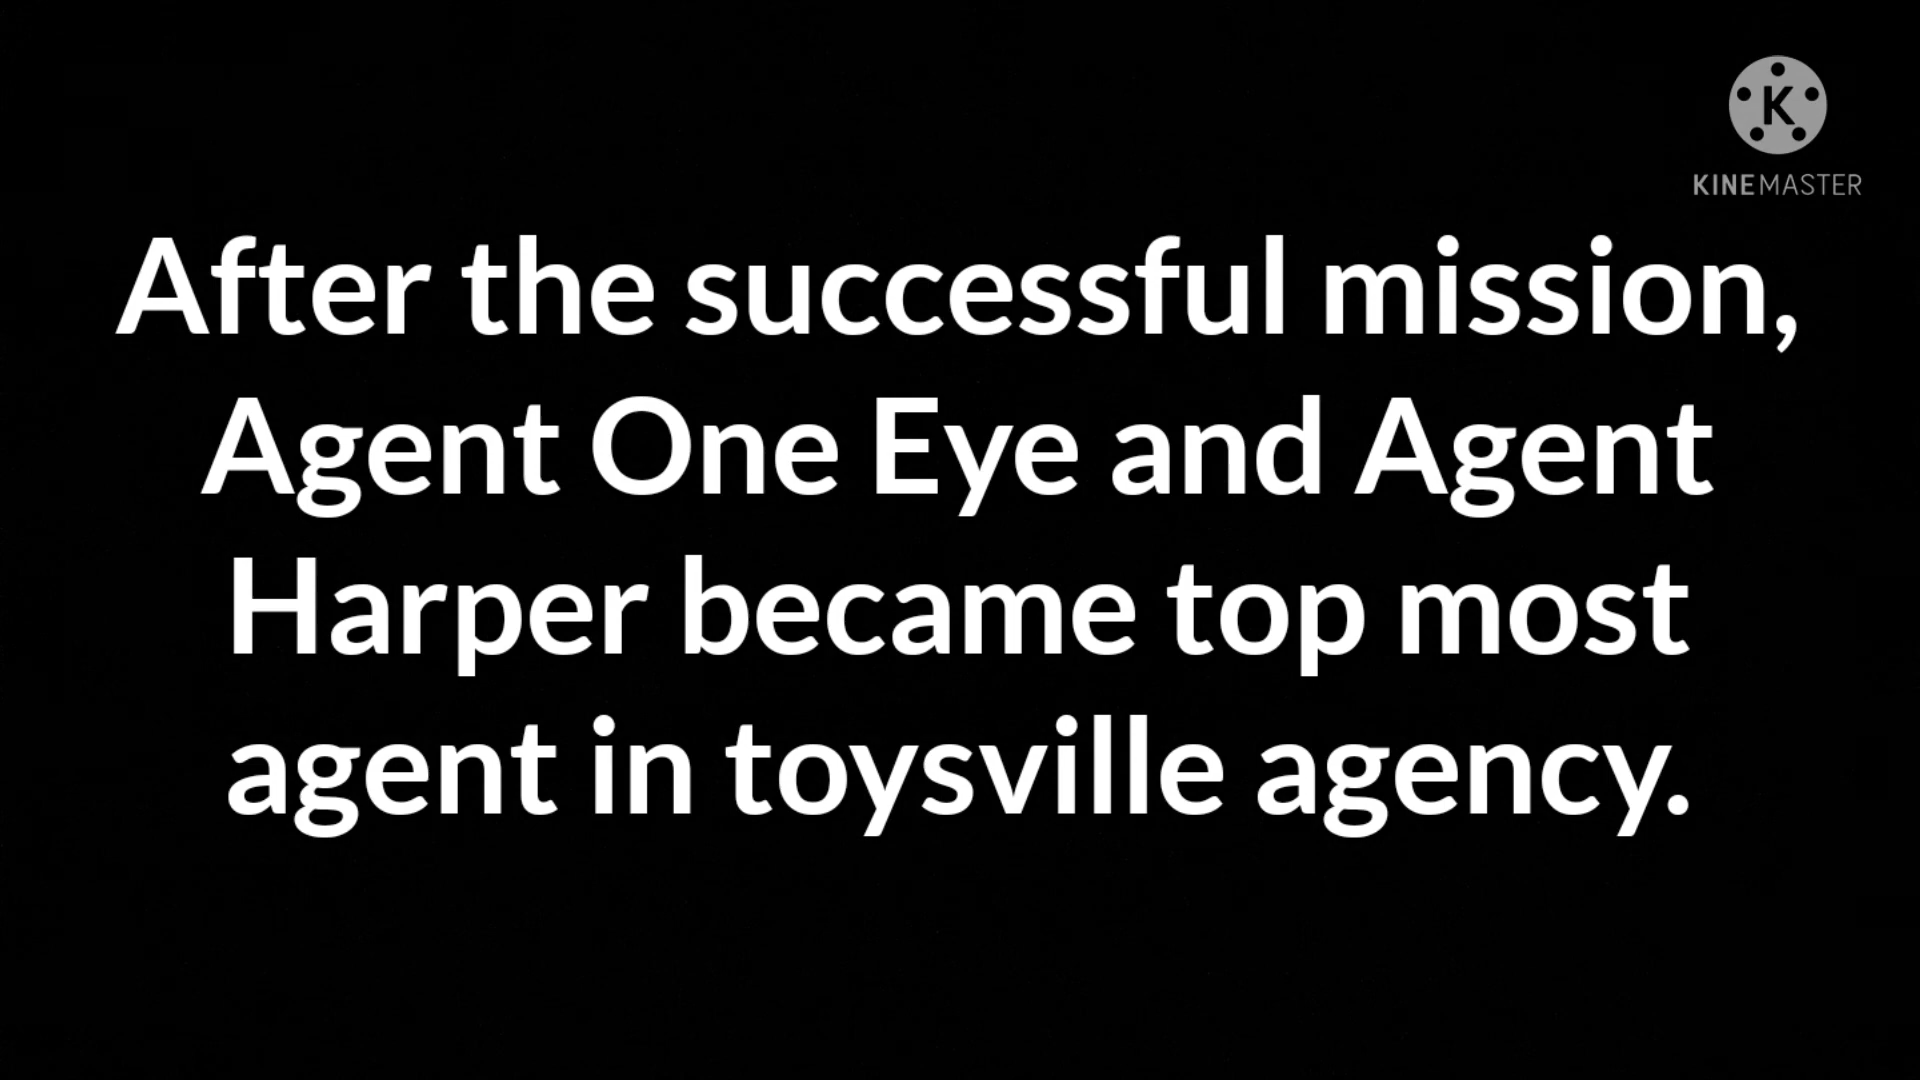 K
KINEMASTER
After the successful mission,
Agent One Eye and Agent
Harper became top most
agent in toysville agency.